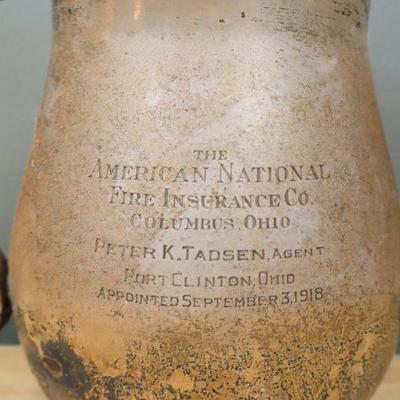 THE
AMERICAN NATIONAL
FIRE INSURANCE CO.
COLUMBUS, OHIO
PETER K. TADSEN, AGENT
PORT CLINTON, OHIO
APPOINTED SEPTEMBER 3, 1918